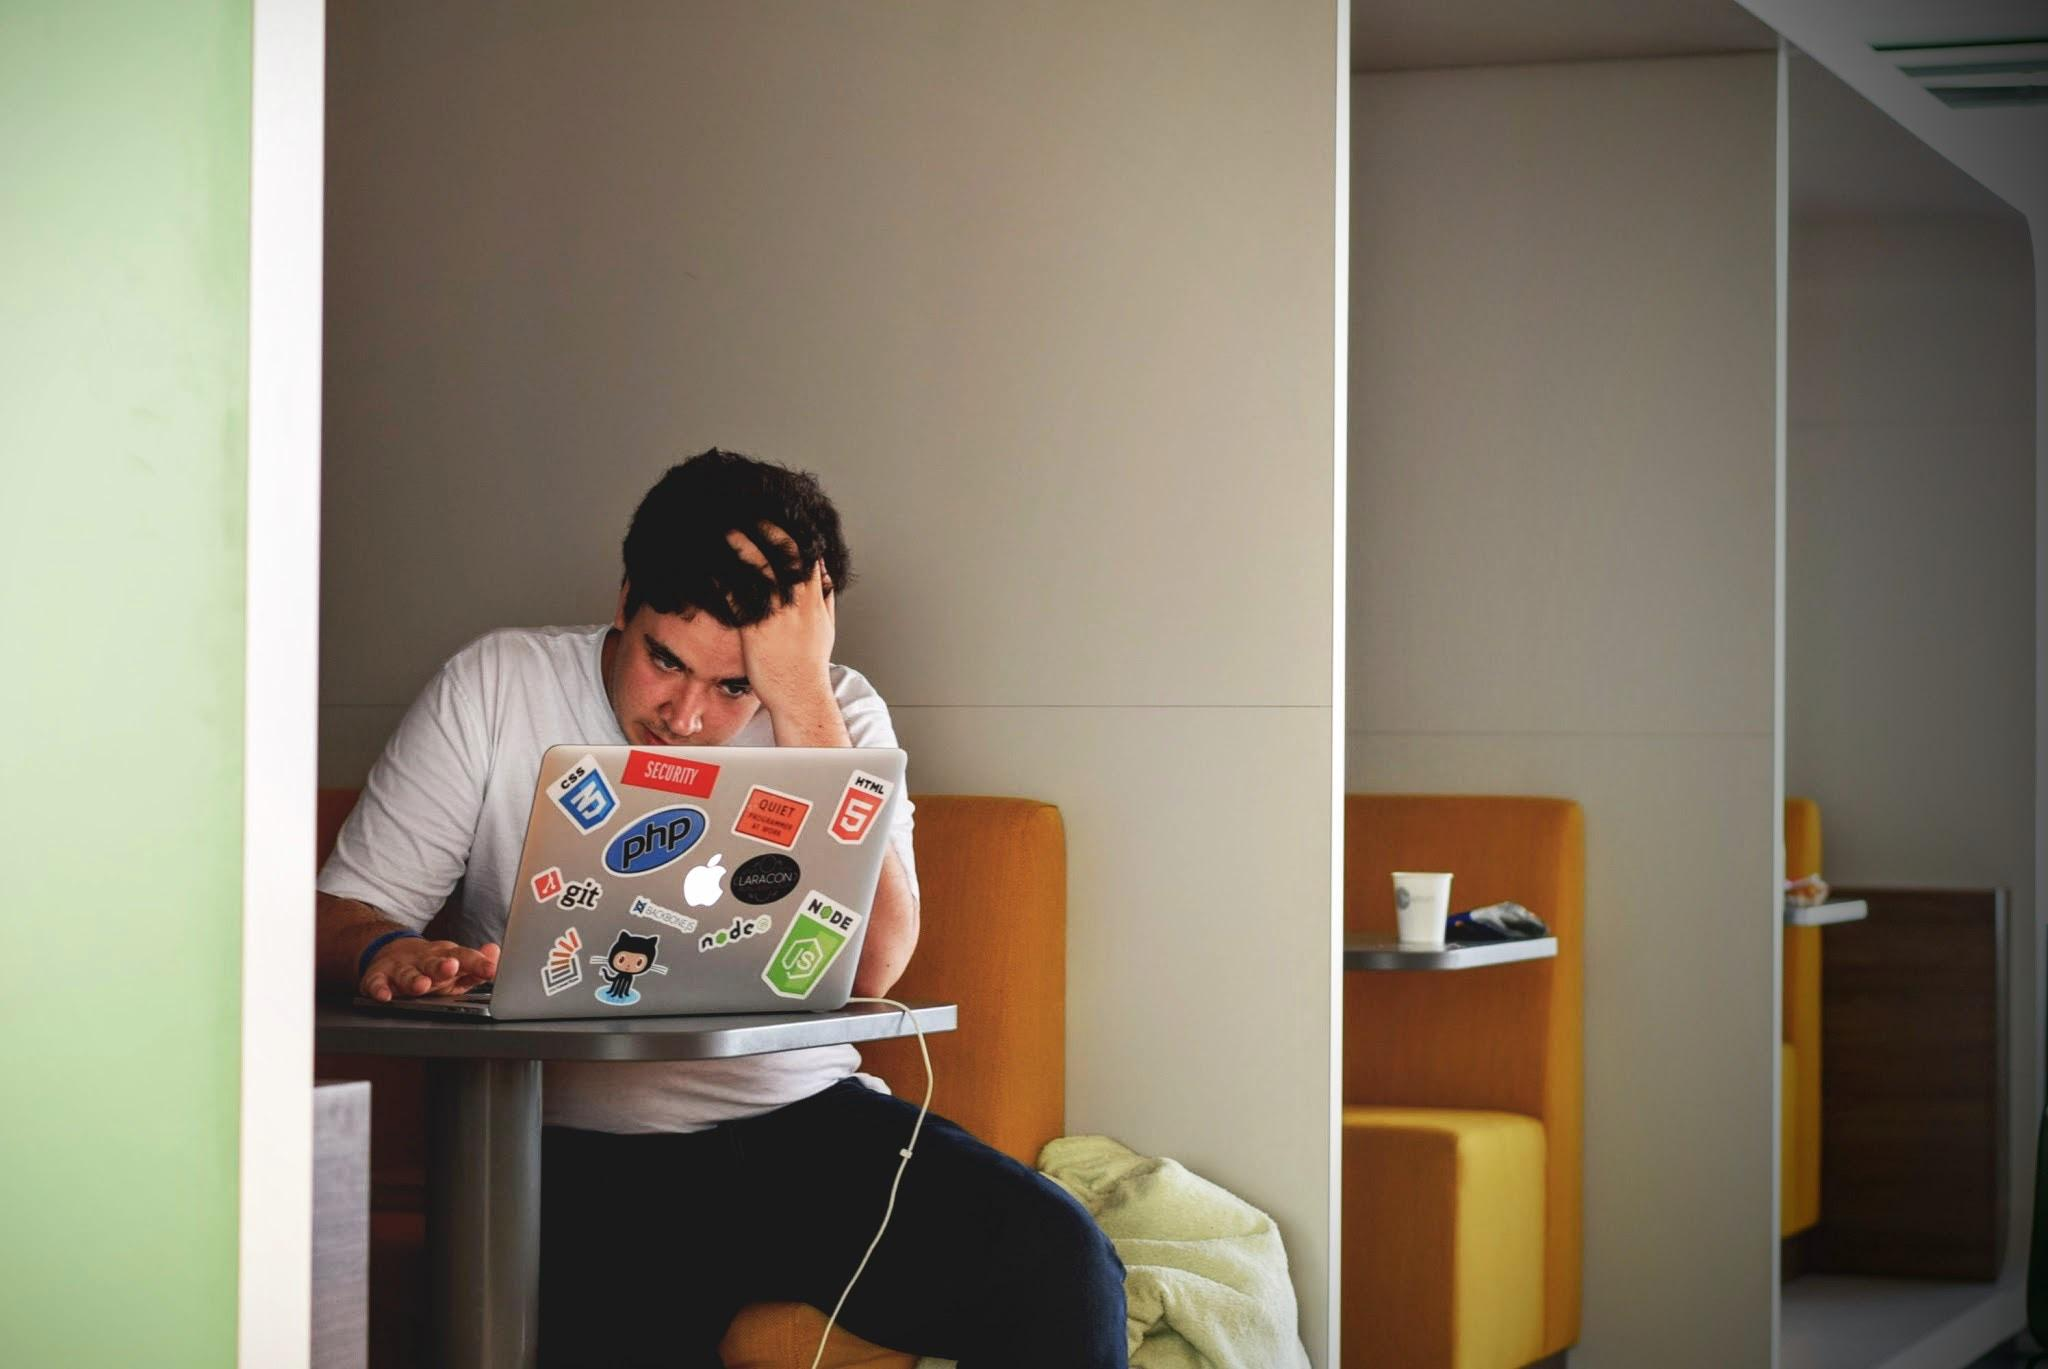 CSS
SECURITY
QUIET
PROGRAMMER
AT WORK
HTML
5
php
LARACON
git
BACKBONE.JS
node
NODE
JS